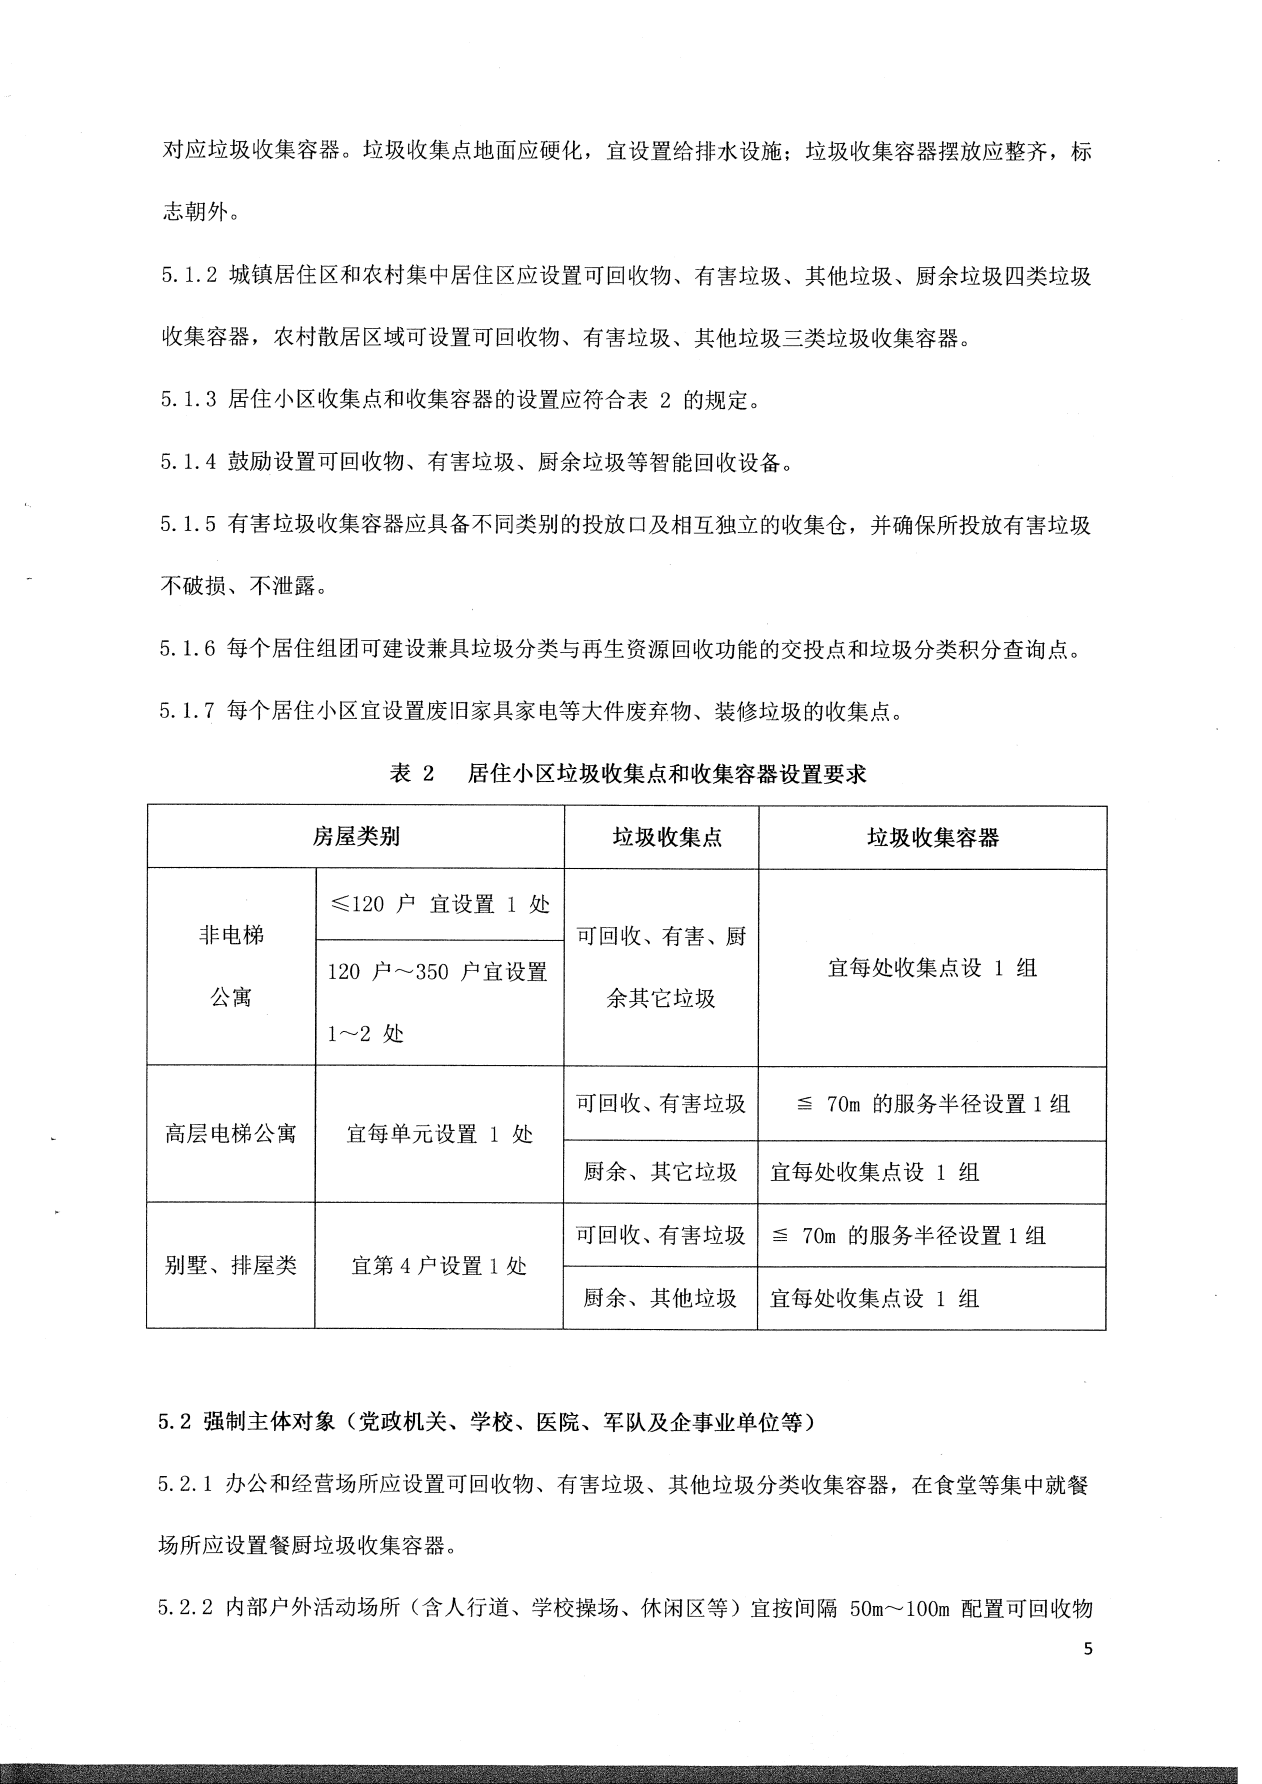 对应垃圾收集容器。垃圾收集点地面应硬化，宜设置给排水设施；垃圾收集容器摆放应整齐，标
志朝外。
5.1.2 城镇居住区和农村集中居住区应设置可回收物、有害垃圾、其他垃圾、厨余垃圾四类垃圾
收集容器，农村散居区域可设置可回收物、有害垃圾、其他垃圾三类垃圾收集容器。
5.1.3 居住小区收集点和收集容器的设置应符合表 2 的规定。
5.1.4 鼓励设置可回收物、有害垃圾、厨余垃圾等智能回收设备。
5.1.5 有害垃圾收集容器应具备不同类别的投放口及相互独立的收集仓，并确保所投放有害垃圾
不破损、不泄露。
5.1.6 每个居住组团可建设兼具垃圾分类与再生资源回收功能的交投点和垃圾分类积分查询点。
5.1.7 每个居住小区宜设置废旧家具家电等大件废弃物、装修垃圾的收集点。
表 2 居住小区垃圾收集点和收集容器设置要求
房屋类别 垃圾收集点 垃圾收集容器
非电梯
公寓
≤120 户 宜设置 1 处
120 户～350 户宜设置
1～2 处
可回收、有害、厨
余其它垃圾
宜每处收集点设 1 组
高层电梯公寓 宜每单元设置 1 处
可回收、有害垃圾 ≦ 70m 的服务半径设置 1 组
厨余、其它垃圾 宜每处收集点设 1 组
别墅、排屋类 宜第 4 户设置 1 处
可回收、有害垃圾 ≦ 70m 的服务半径设置 1 组
厨余、其他垃圾 宜每处收集点设 1 组
5.2 强制主体对象（党政机关、学校、医院、军队及企事业单位等）
5.2.1 办公和经营场所应设置可回收物、有害垃圾、其他垃圾分类收集容器，在食堂等集中就餐
场所应设置餐厨垃圾收集容器。
5.2.2 内部户外活动场所（含人行道、学校操场、休闲区等）宜按间隔 50m～100m 配置可回收物
5